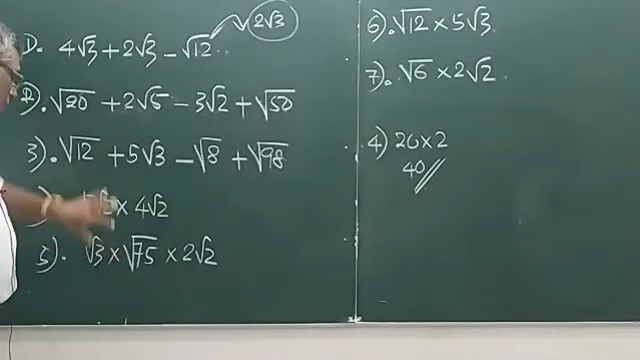 1). 4√3 + 2√3 - √12 2√3
2). √20 + 2√5 - 3√2 + √50
3). √12 + 5√3 - √8 + √98
× 4√2
5). √3 × √75 × 2√2
6). √12 × 5√3
7). √6 × 2√2
4) 20×2
40